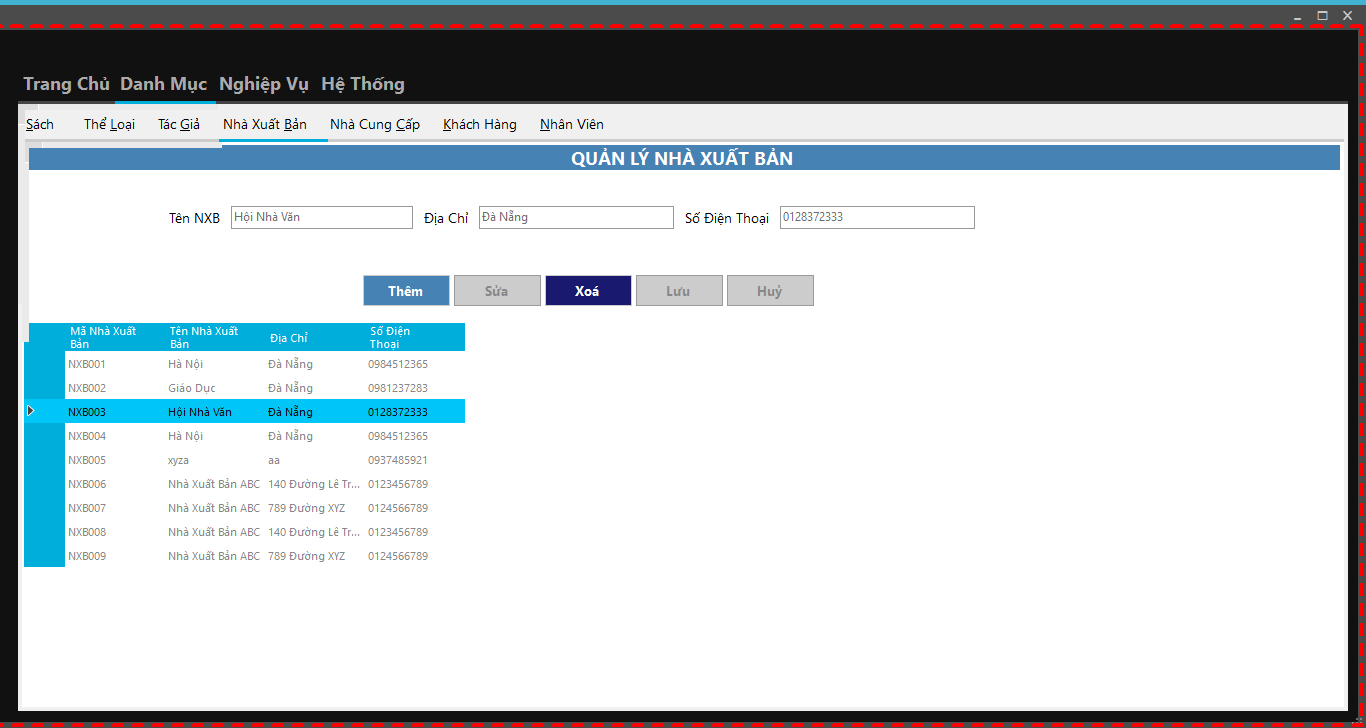 Trang Chủ Danh Mục Nghiệp Vụ Hệ Thống
Sách Thể Loại Tác Giả Nhà Xuất Bản Nhà Cung Cấp Khách Hàng Nhân Viên
QUẢN LÝ NHÀ XUẤT BẢN
Tên NXB Hội Nhà Văn Địa Chỉ Đà Nẵng Số Điện Thoại 0128372333
Thêm Sửa Xoá Lưu Huỷ
Mã Nhà Xuất Bản Tên Nhà Xuất Bản Địa Chỉ Số Điện Thoại
NXB001 Hà Nội Đà Nẵng 0984512365
NXB002 Giáo Dục Đà Nẵng 0981237283
NXB003 Hội Nhà Văn Đà Nẵng 0128372333
NXB004 Hà Nội Đà Nẵng 0984512365
NXB005 xyza aa 0937485921
NXB006 Nhà Xuất Bản ABC 140 Đường Lê Tr... 0123456789
NXB007 Nhà Xuất Bản ABC 789 Đường XYZ 0124566789
NXB008 Nhà Xuất Bản ABC 140 Đường Lê Tr... 0123456789
NXB009 Nhà Xuất Bản ABC 789 Đường XYZ 0124566789